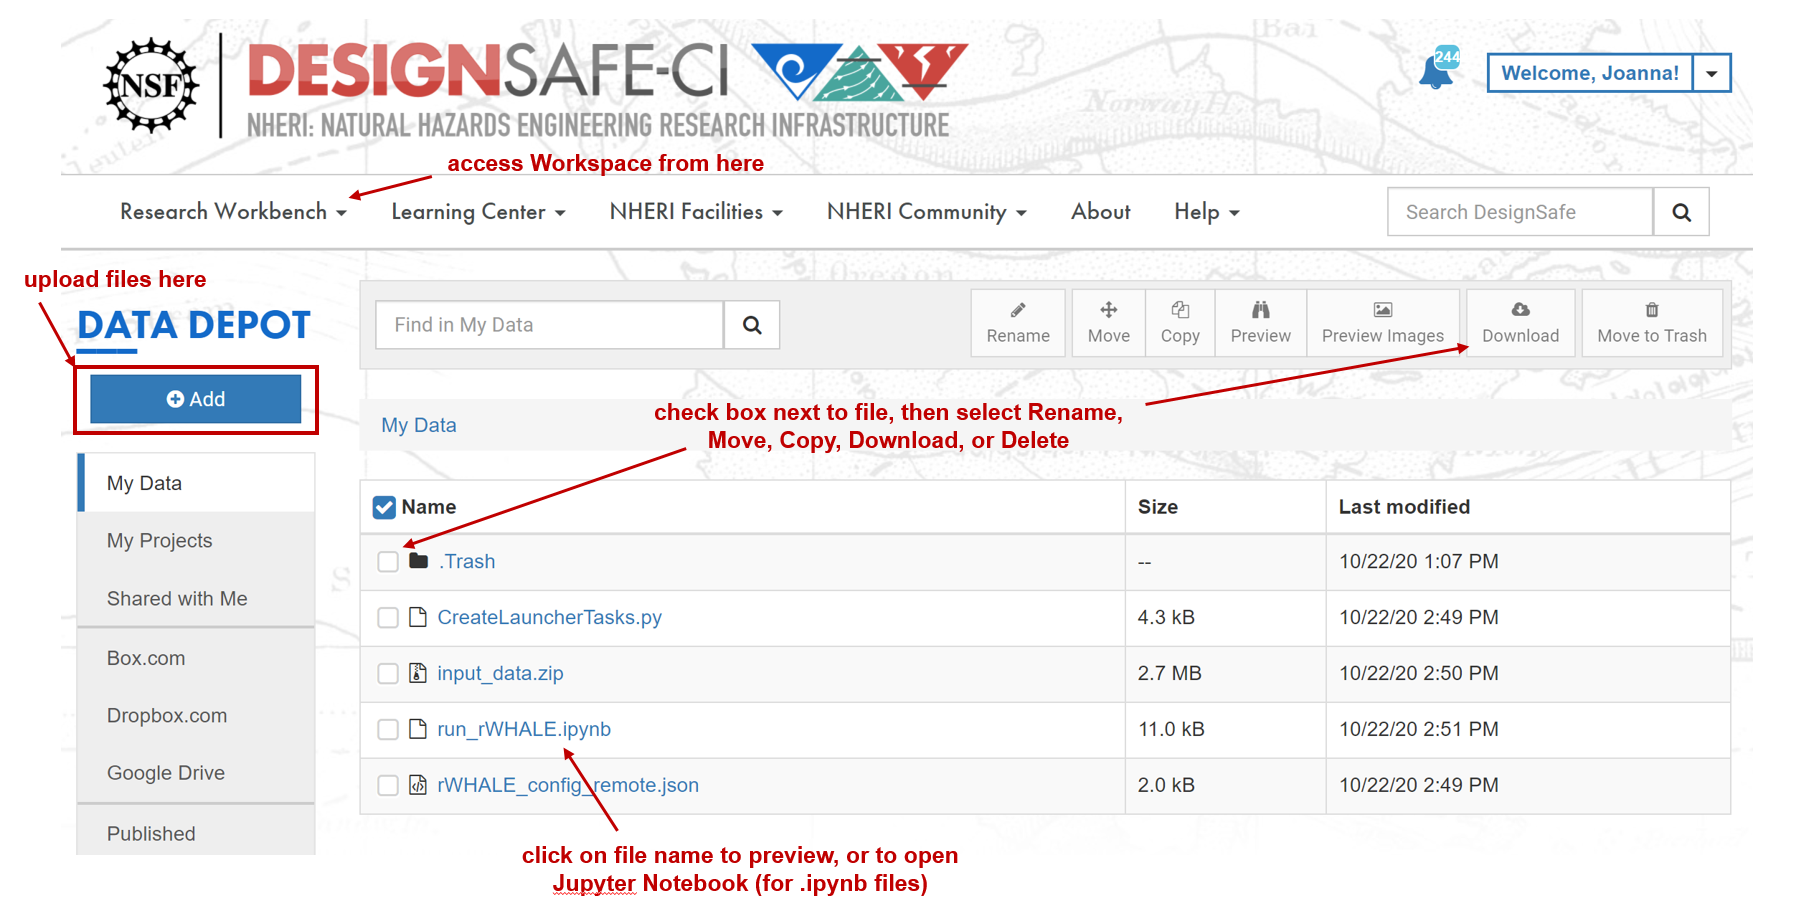 NSF
DESIGNSAFE-CI
NHERI: NATURAL HAZARDS ENGINEERING RESEARCH INFRASTRUCTURE
244
Welcome, Joanna!
Bai
Norway H.
access Workspace from here
Research Workbench
Learning Center
NHERI Facilities
NHERI Community
About
Help
Search DesignSafe
upload files here
Oregon
DATA DEPOT
Find in My Data
Rename
Move
Copy
Preview
Preview Images
Download
Move to Trash
Add
check box next to file, then select Rename,
Move, Copy, Download, or Delete
My Data
My Data
My Projects
Shared with Me
Box.com
Dropbox.com
Google Drive
Published
Name Size Last modified
.Trash -- 10/22/20 1:07 PM
CreateLauncherTasks.py 4.3 kB 10/22/20 2:49 PM
input_data.zip 2.7 MB 10/22/20 2:50 PM
run_rWHALE.ipynb 11.0 kB 10/22/20 2:51 PM
rWHALE_config_remote.json 2.0 kB 10/22/20 2:49 PM
click on file name to preview, or to open
Jupyter Notebook (for .ipynb files)